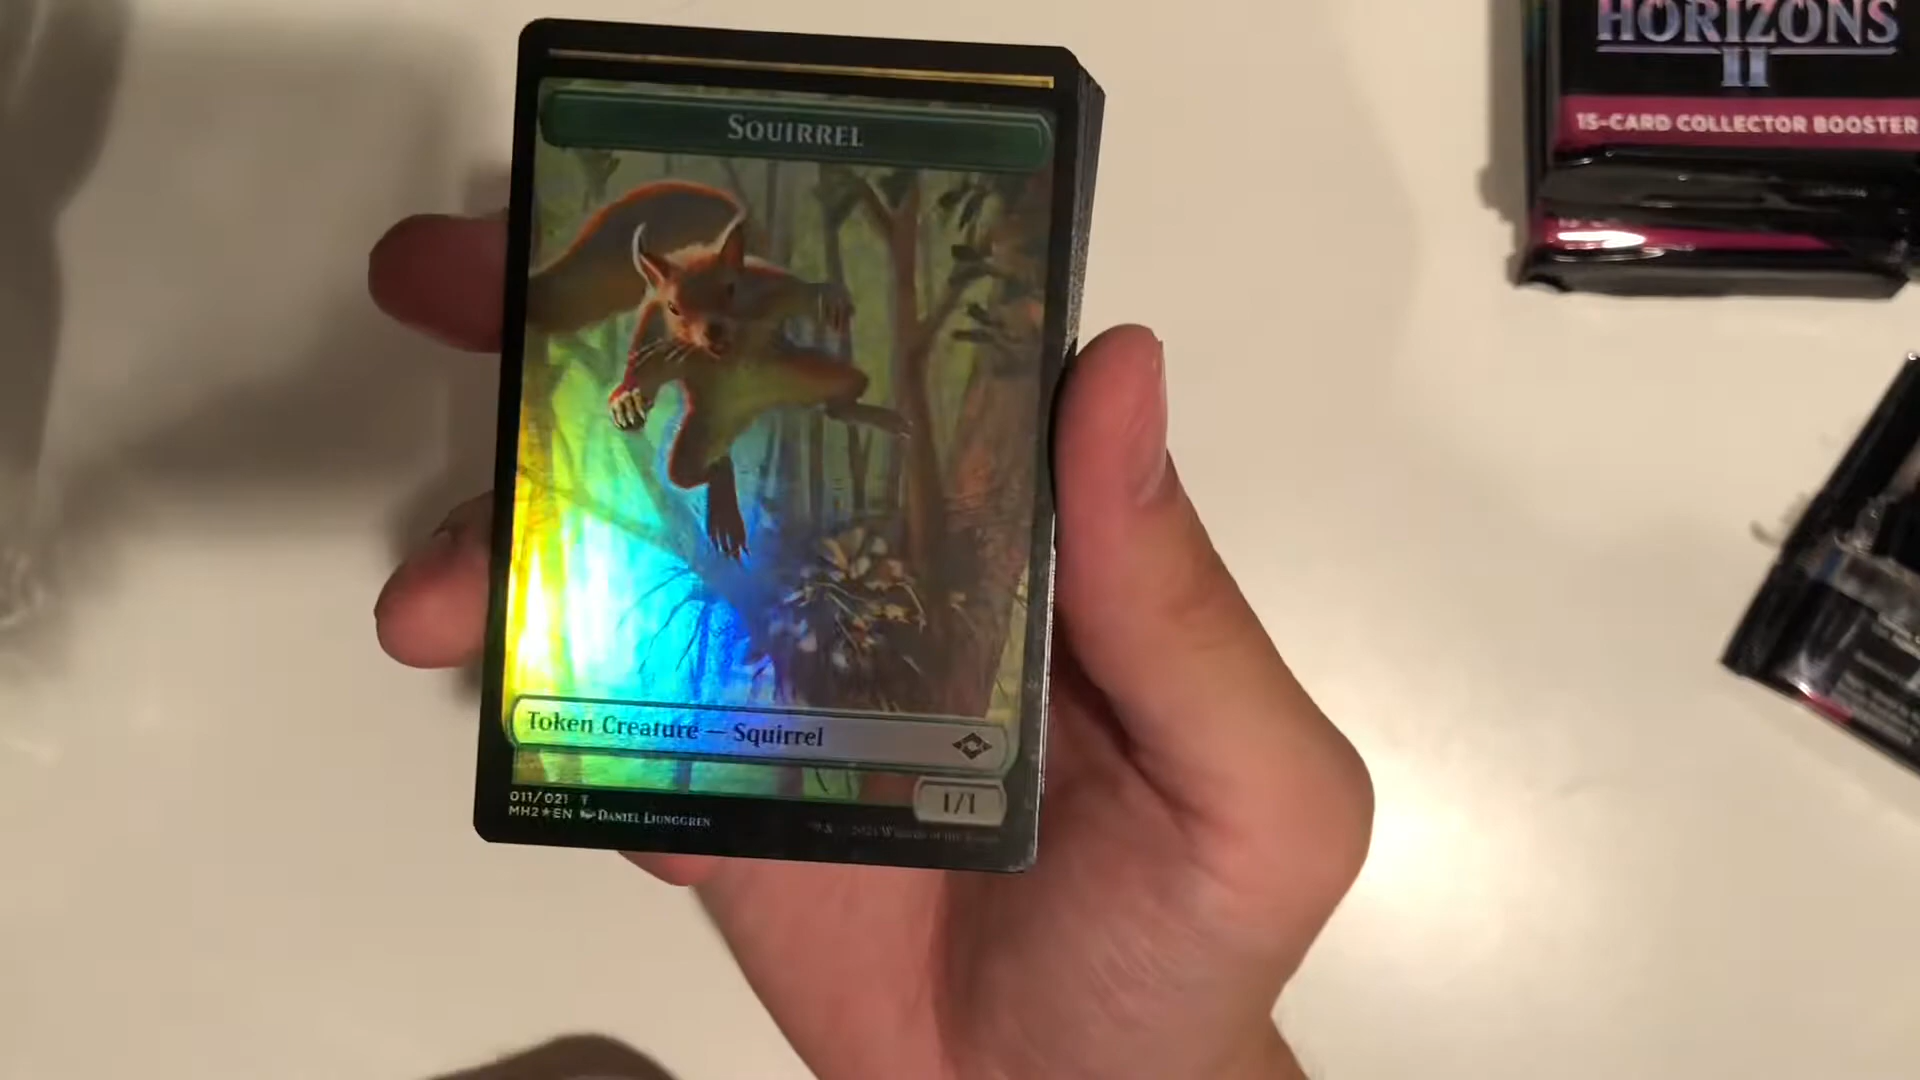 HORIZONS
II
15-CARD COLLECTOR BOOSTER
SQUIRREL
Token Creature — Squirrel
1/1
011/021 T
MH2★EN DANIEL LJUNGGREN